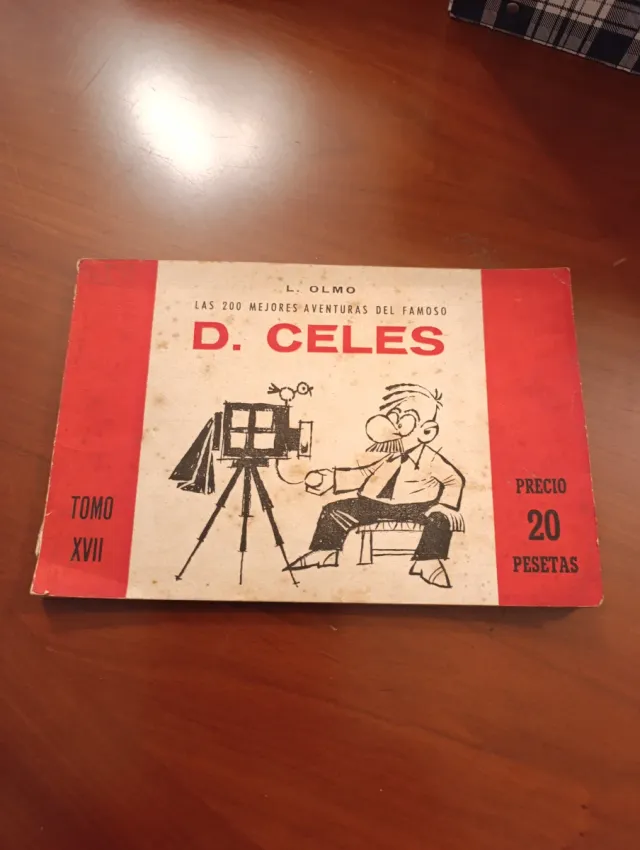 L. OLMO
LAS 200 MEJORES AVENTURAS DEL FAMOSO
D. CELES
TOMO
XVII
PRECIO
20
PESETAS